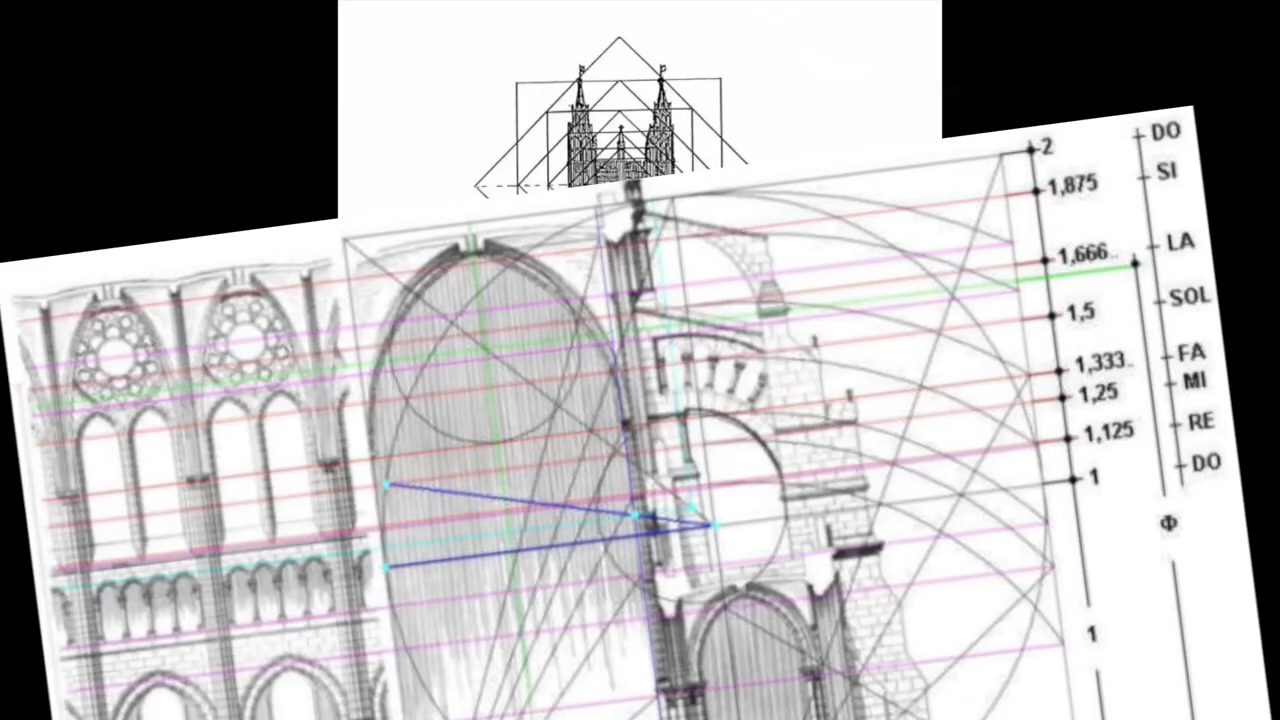 2
DO
1,875
SI
1,666..
LA
1,5
SOL
1,333..
FA
1,25
MI
1,125
RE
1
DO
Φ
1